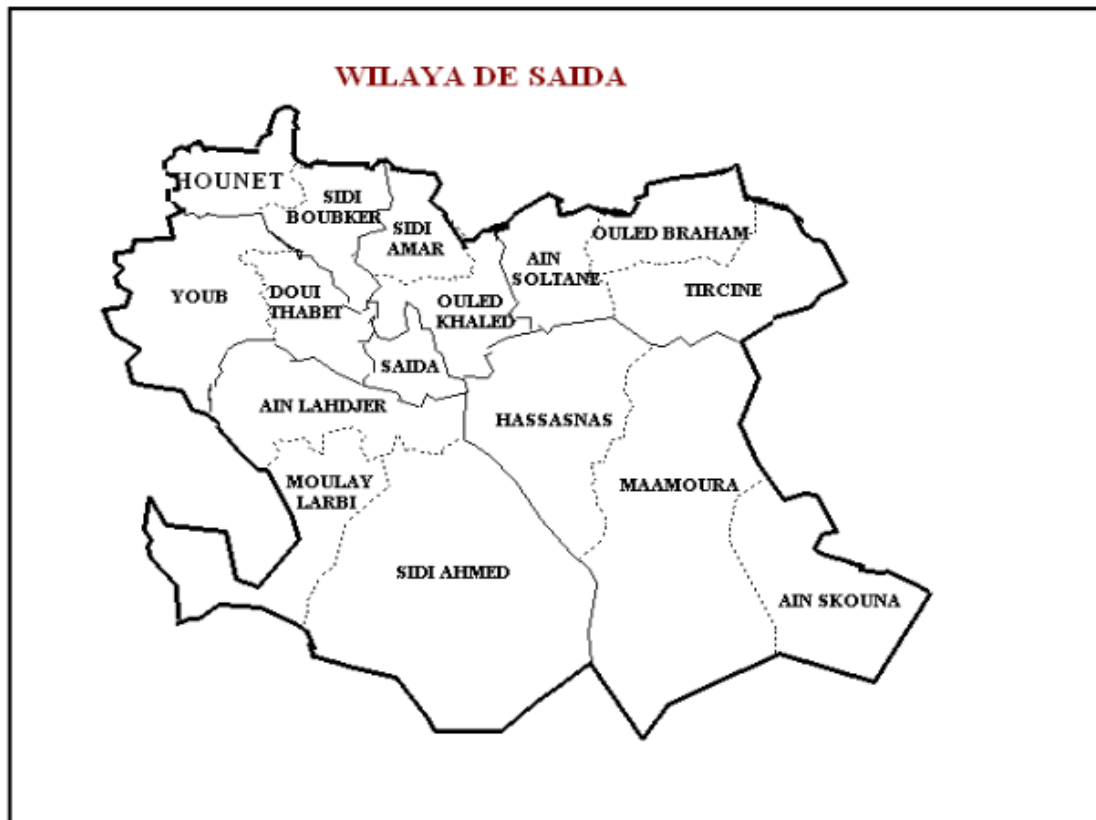 WILAYA DE SAIDA
HOUNET
SIDI
BOUBKER
SIDI
AMAR
OULED BRAHAM
AIN
SOLTANE
TIRCINE
YOUB
DOUI
THABET
OULED
KHALED
SAIDA
AIN LAHDJER
HASSASNAS
MOULAY
LARBI
MAAMOURA
SIDI AHMED
AIN SKOUNA